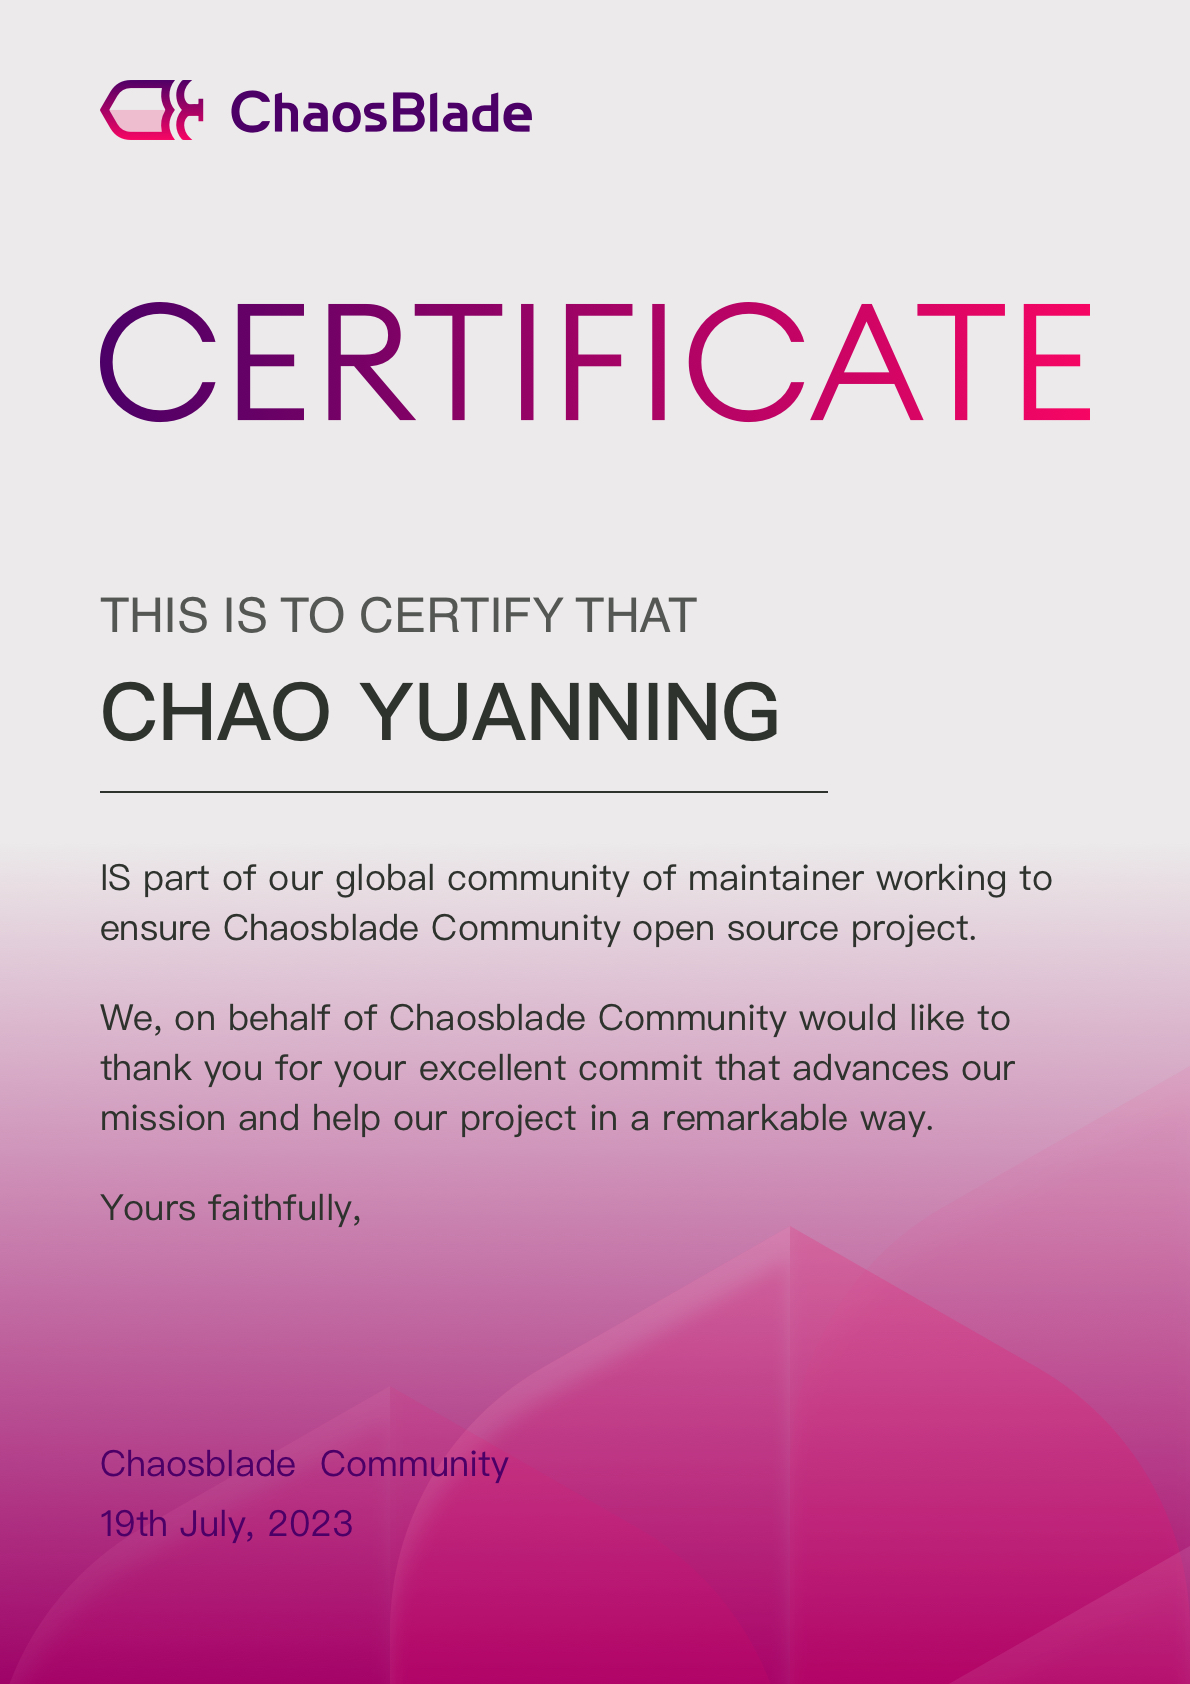 ChaosBlade
CERTIFICATE
THIS IS TO CERTIFY THAT
CHAO YUANNING
IS part of our global community of maintainer working to
ensure Chaosblade Community open source project.
We, on behalf of Chaosblade Community would like to
thank you for your excellent commit that advances our
mission and help our project in a remarkable way.
Yours faithfully,
Chaosblade Community
19th July, 2023